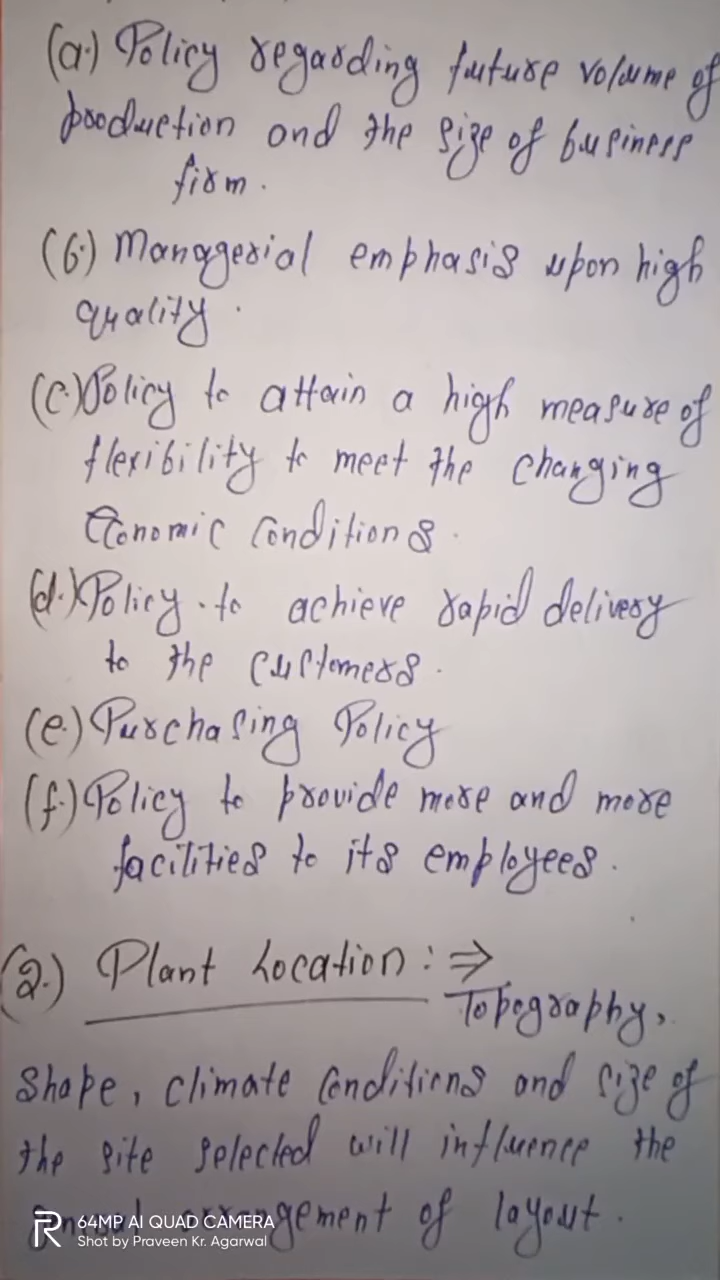 (a.) Policy regarding future volume of
production and the size of business
firm.
(b.) Managerial emphasis upon high
quality.
(c.) Policy to attain a high measure of
flexibility to meet the changing
Economic Conditions.
(d.) Policy to achieve rapid delivery
to the customers.
(e.) Purchasing Policy
(f.) Policy to provide more and more
facilities to its employees.
(2.) Plant Location : ⇒
Topography,
Shape, climate Conditions and size of
the site selected will influence the
arrangement of layout.
64MP AI QUAD CAMERA
Shot by Praveen Kr. Agarwal